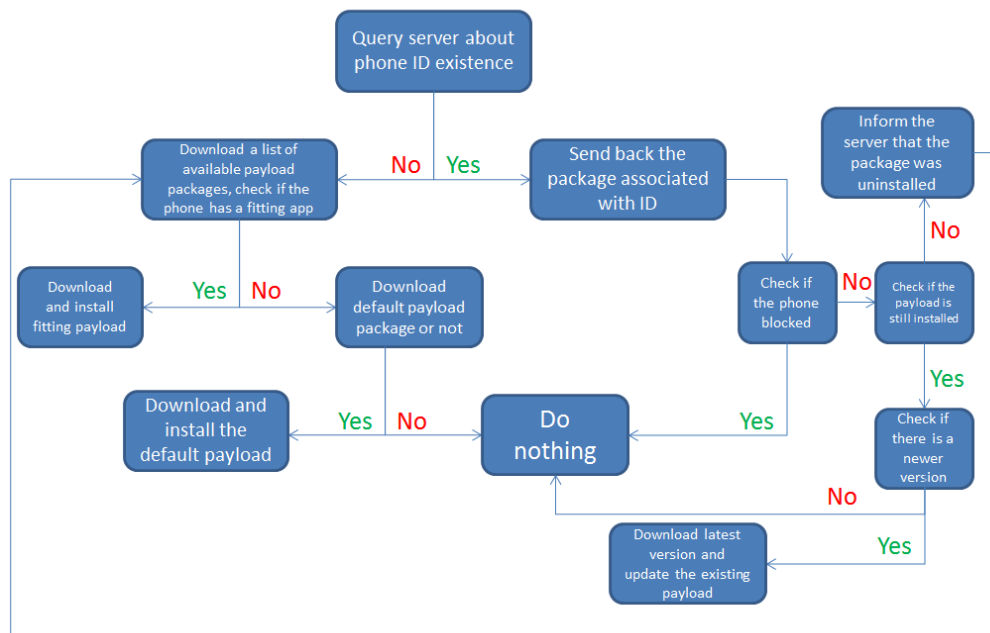 Query server about
phone ID existence
No
Yes
Download a list of
available payload
packages, check if the
phone has a fitting app
Send back the
package associated
with ID
Inform the
server that the
package was
uninstalled
No
Yes
No
Download
and install
fitting payload
Download
default payload
package or not
Check if
the phone
blocked
No
Check if the
payload is
still installed
Yes
Download and
install the
default payload
Yes
No
Do
nothing
Yes
Check if
there is a
newer
version
No
Download latest
version and
update the existing
payload
Yes